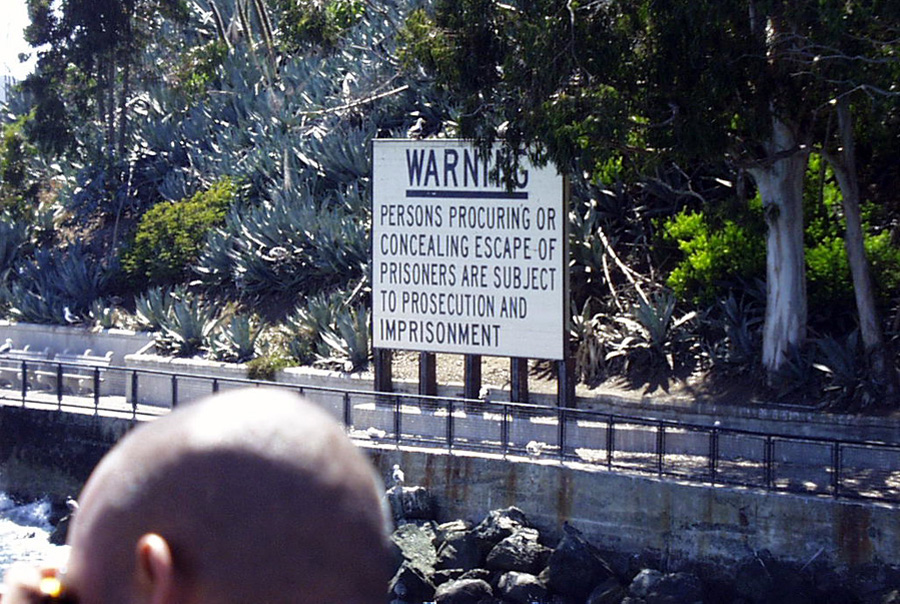 WARNING
PERSONS PROCURING OR
CONCEALING ESCAPE OF
PRISONERS ARE SUBJECT
TO PROSECUTION AND
IMPRISONMENT